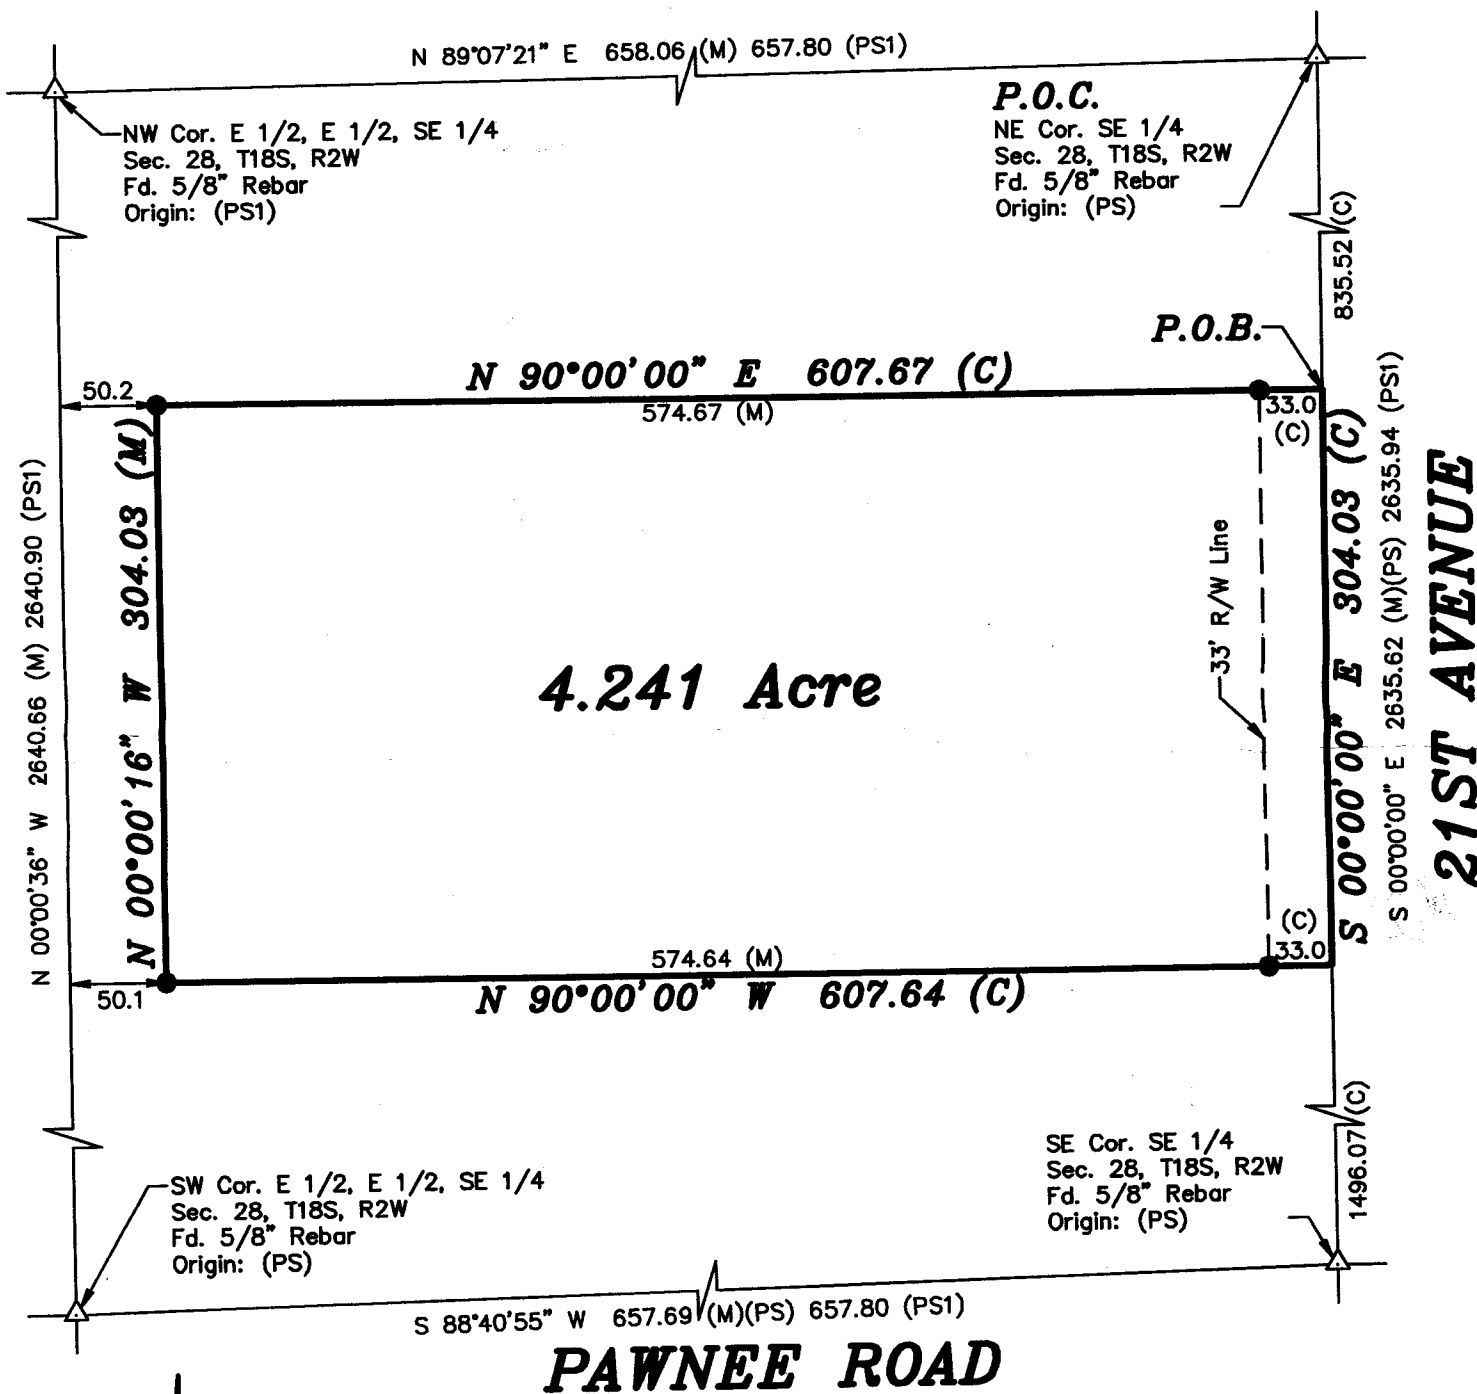 N 89°07'21" E 658.06 (M) 657.80 (PS1)
P.O.C.
NE Cor. SE 1/4
Sec. 28, T18S, R2W
Fd. 5/8" Rebar
Origin: (PS)
NW Cor. E 1/2, E 1/2, SE 1/4
Sec. 28, T18S, R2W
Fd. 5/8" Rebar
Origin: (PS1)
835.52 (C)
P.O.B.
N 90°00'00" E 607.67 (C)
50.2
574.67 (M)
33.0
(C)
N 00°00'36" W 2640.66 (M) 2640.90 (PS1)
N 00°00'16" W 304.03 (M)
4.241 Acre
33' R/W Line
S 00°00'00" E 304.03 (C)
S 00°00'00" E 2635.62 (M)(PS) 2635.94 (PS1)
21ST AVENUE
(C)
33.0
574.64 (M)
50.1
N 90°00'00" W 607.64 (C)
1496.07 (C)
SE Cor. SE 1/4
Sec. 28, T18S, R2W
Fd. 5/8" Rebar
Origin: (PS)
SW Cor. E 1/2, E 1/2, SE 1/4
Sec. 28, T18S, R2W
Fd. 5/8" Rebar
Origin: (PS)
S 88°40'55" W 657.69 (M)(PS) 657.80 (PS1)
PAWNEE ROAD